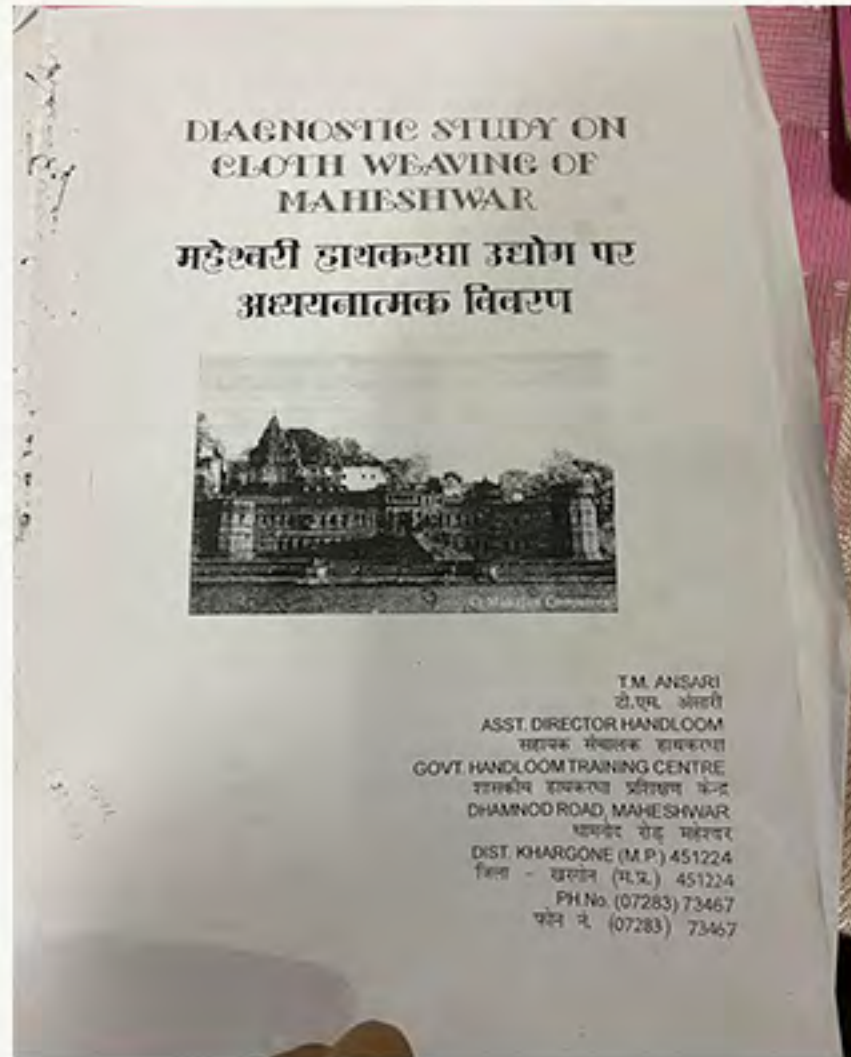 DIAGNOSTIC STUDY ON
CLOTH WEAVING OF
MAHESHWAR
महेश्वरी हाथकरघा उद्योग पर
अध्ययनात्मक विवरण
T.M. ANSARI
टी.एम. अंसारी
ASST. DIRECTOR HANDLOOM
सहायक संचालक हाथकरघा
GOVT. HANDLOOM TRAINING CENTRE
शासकीय हाथकरघा प्रशिक्षण केन्द्र
DHAMNOD ROAD, MAHESHWAR
धामनोद रोड़ महेश्वर
DIST. KHARGONE (M.P.) 451224
जिला - खरगोन (म.प्र.) 451224
PH.No. (07283) 73467
फोन नं. (07283) 73467